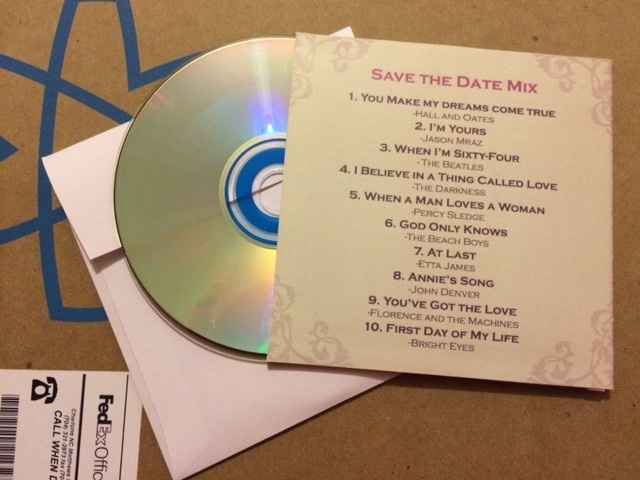 SAVE THE DATE MIX
1. YOU MAKE MY DREAMS COME TRUE
-HALL AND OATES
2. I'M YOURS
-JASON MRAZ
3. WHEN I'M SIXTY-FOUR
-THE BEATLES
4. I BELIEVE IN A THING CALLED LOVE
-THE DARKNESS
5. WHEN A MAN LOVES A WOMAN
-PERCY SLEDGE
6. GOD ONLY KNOWS
-THE BEACH BOYS
7. AT LAST
-ETTA JAMES
8. ANNIE'S SONG
-JOHN DENVER
9. YOU'VE GOT THE LOVE
-FLORENCE AND THE MACHINES
10. FIRST DAY OF MY LIFE
-BRIGHT EYES
FedEx Offic
Charlotte NC
CALL WHEN